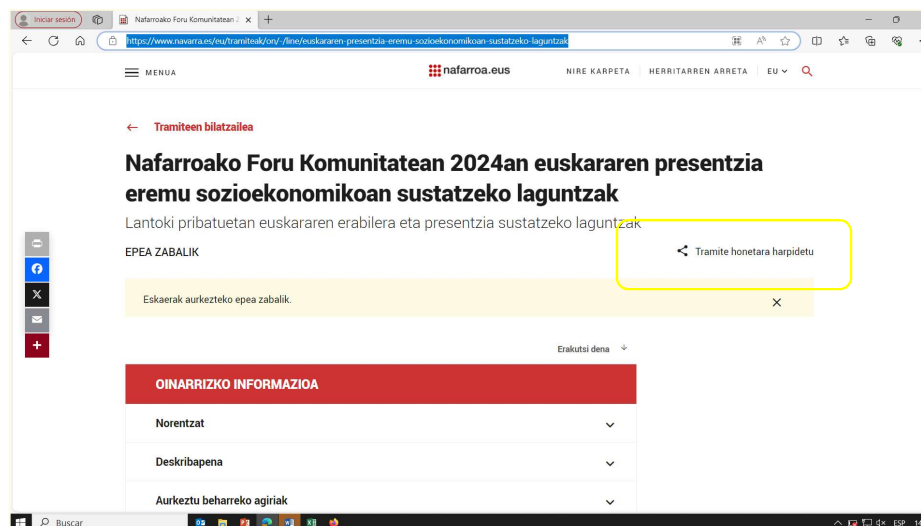 Iniciar sesión
Nafarroako Foru Komunitatean 2
https://www.navarra.es/eu/tramiteak/on/-/line/euskararen-presentzia-eremu-sozioekonomikoan-sustatzeko-laguntzak
MENUA
nafarroa.eus
NIRE KARPETA
HERRITARREN ARRETA
EU
← Tramiteen bilatzailea
Nafarroako Foru Komunitatean 2024an euskararen presentzia
eremu sozioekonomikoan sustatzeko laguntzak
Lantoki pribatuetan euskararen erabilera eta presentzia sustatzeko laguntzak
EPEA ZABALIK
Tramite honetara harpidetu
Eskaerak aurkezteko epea zabalik.
Erakutsi dena
OINARRIZKO INFORMAZIOA
Norentzat
Deskribapena
Aurkeztu beharreko agiriak
Buscar
ESP